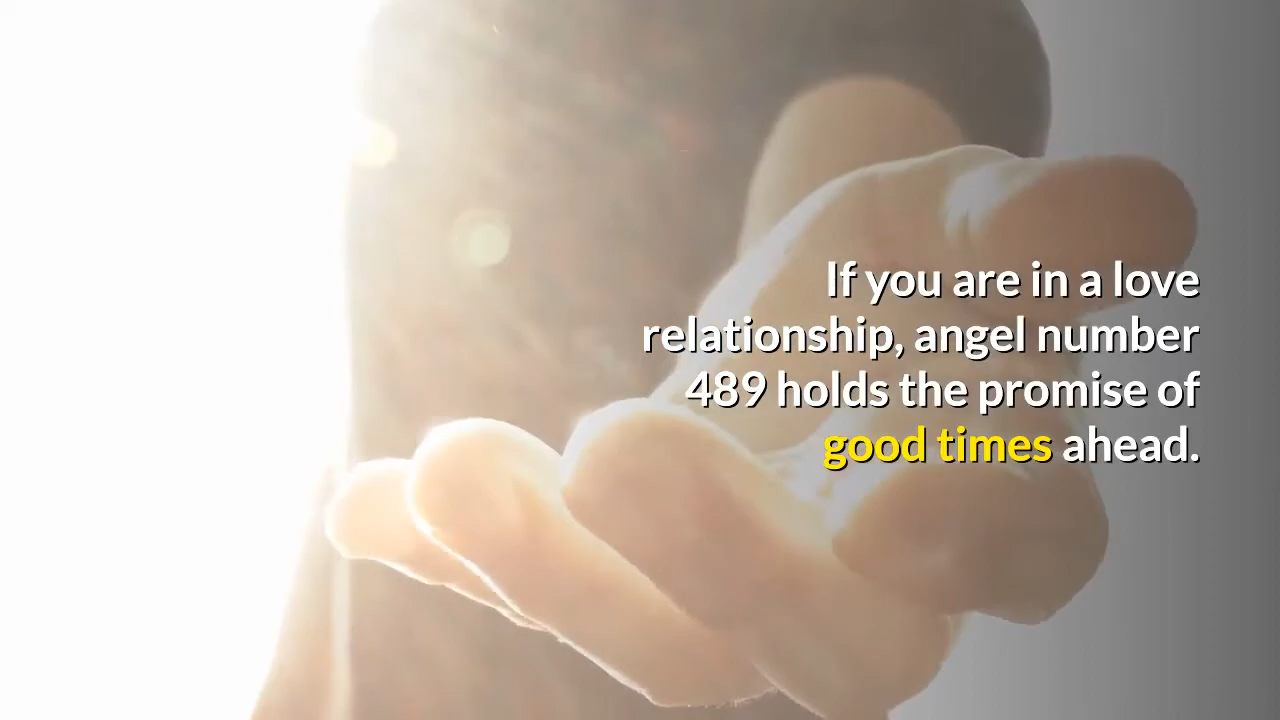 If you are in a love
relationship, angel number
489 holds the promise of
good times ahead.